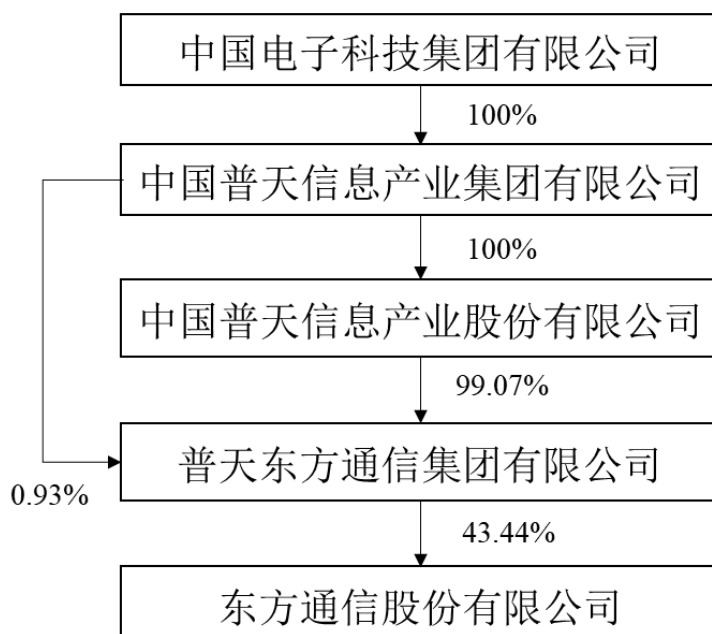 中国电子科技集团有限公司
100%
中国普天信息产业集团有限公司
100%
中国普天信息产业股份有限公司
99.07%
普天东方通信集团有限公司
0.93%
43.44%
东方通信股份有限公司